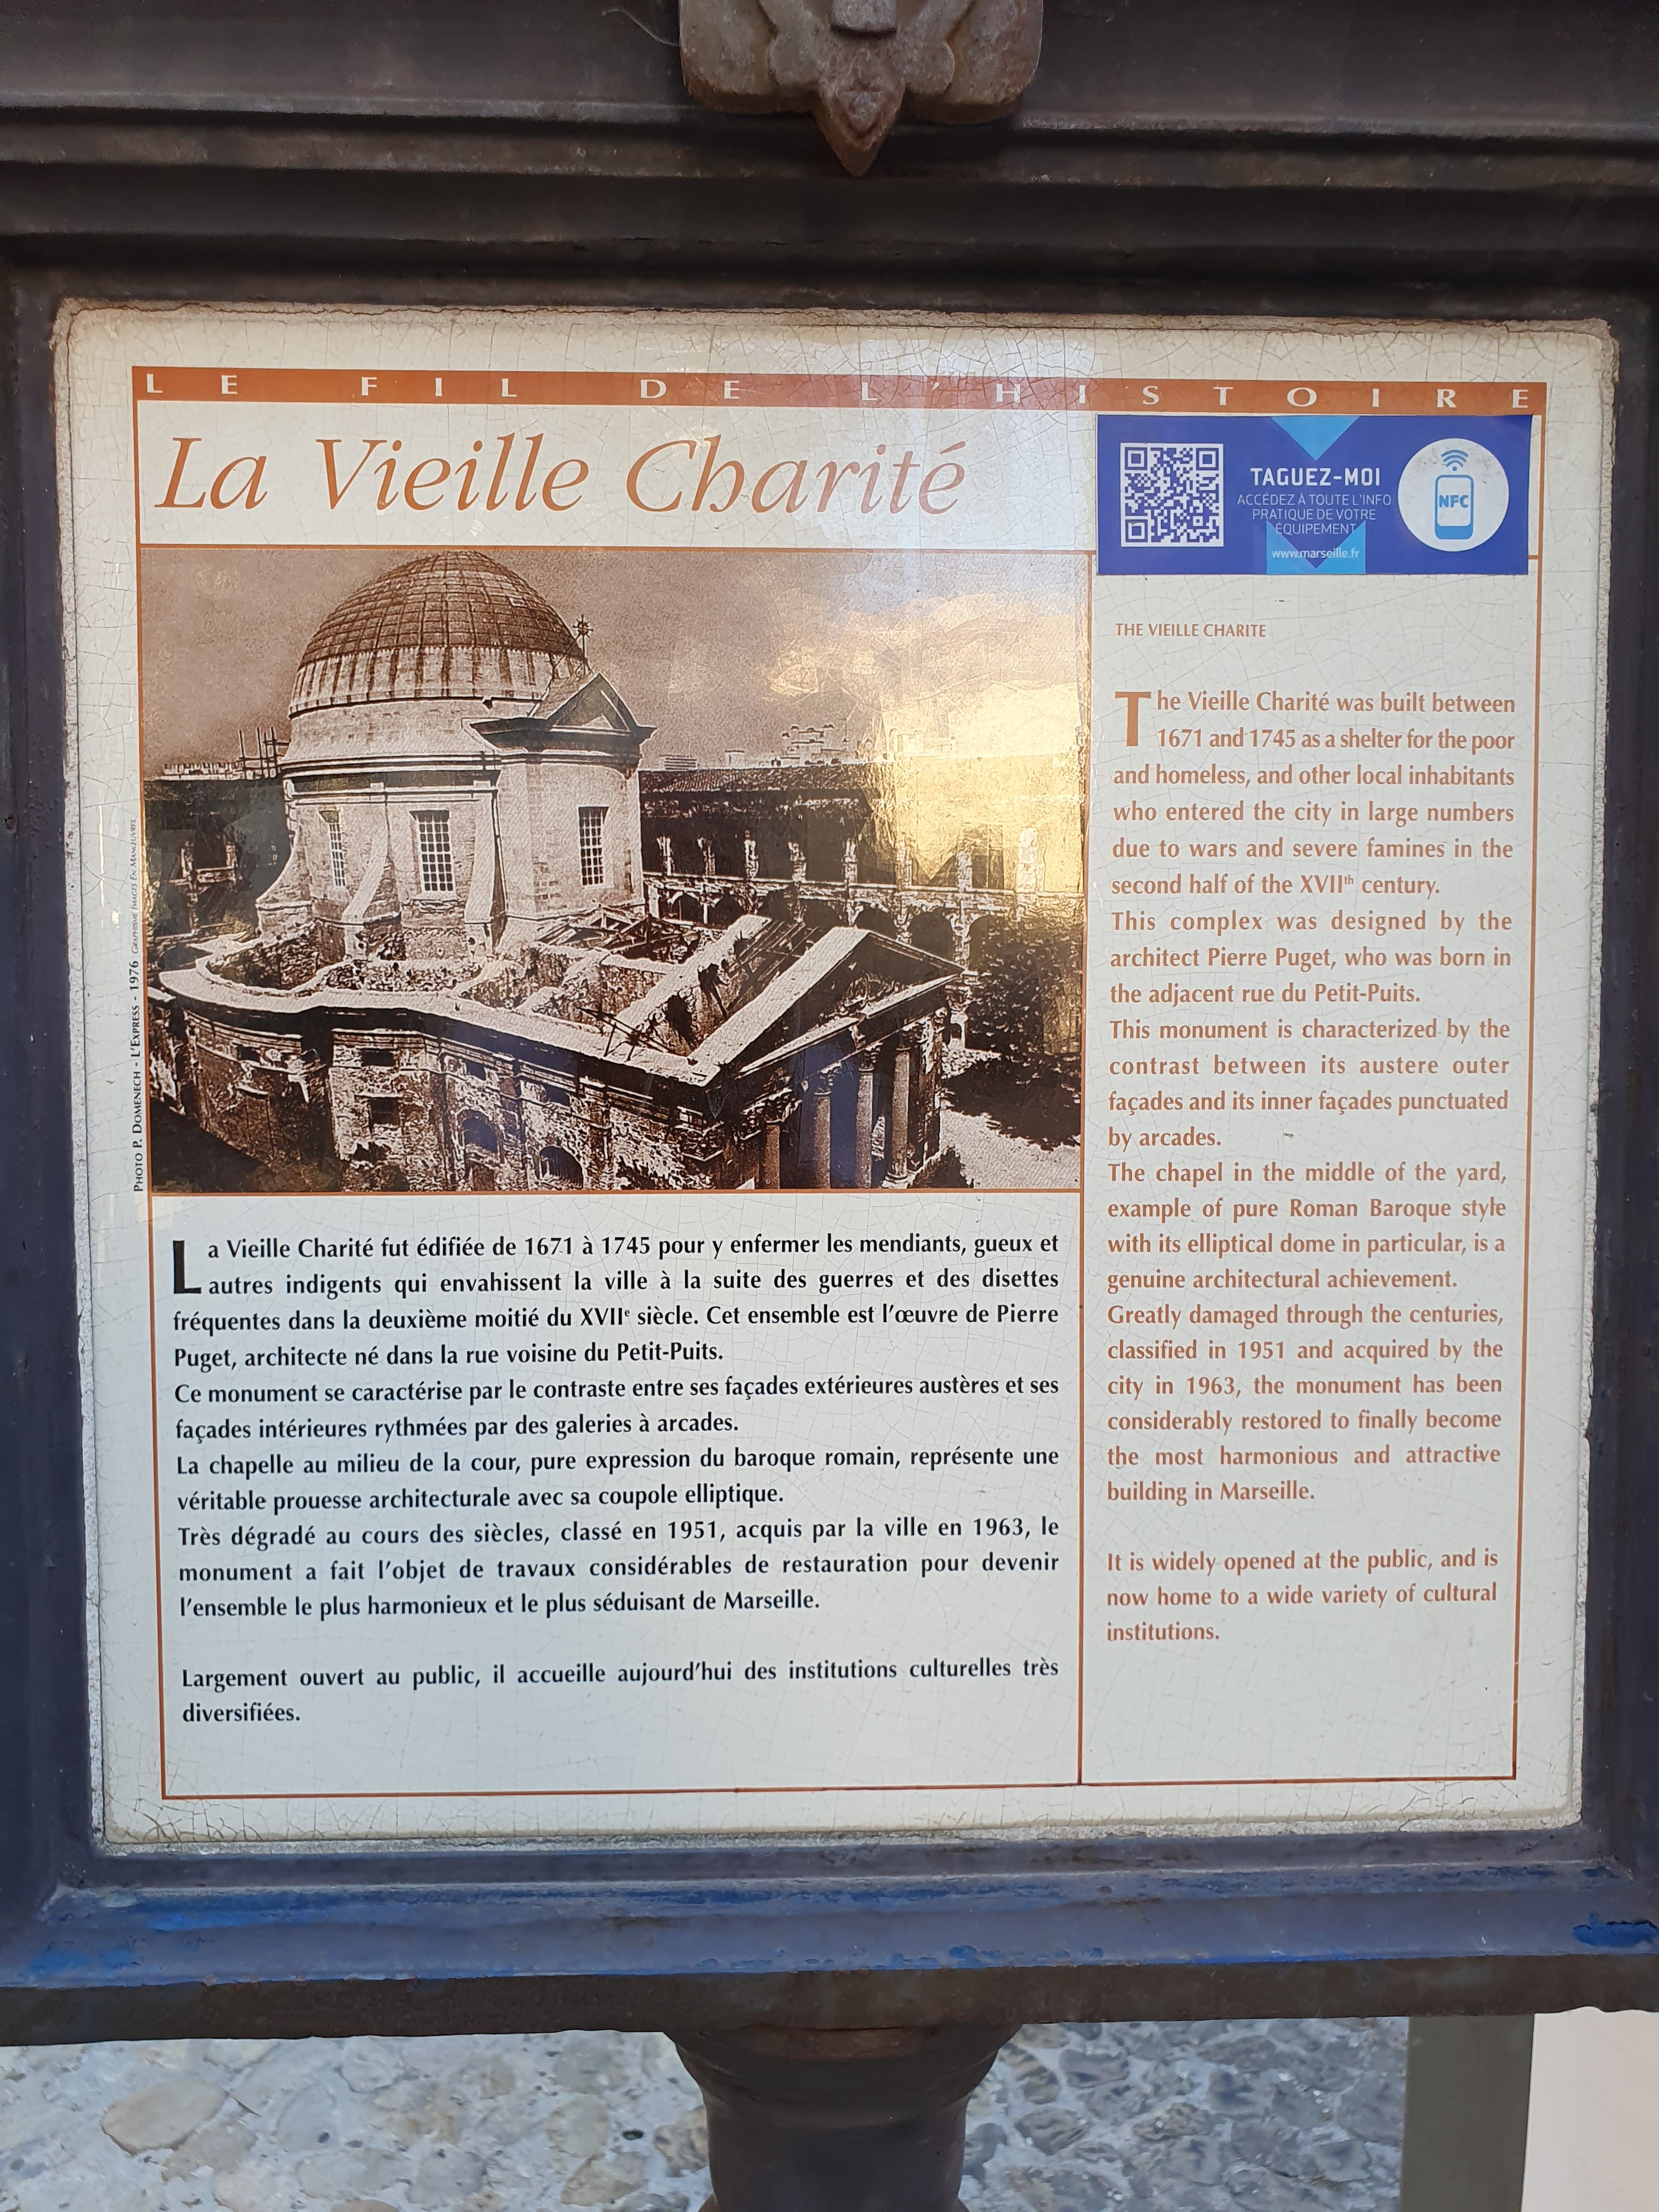 LE FIL DE L'HISTOIRE
La Vieille Charité
TAGUEZ-MOI
ACCÉDEZ À TOUTE L'INFO
PRATIQUE DE VOTRE
ÉQUIPEMENT
www.marseille.fr
NFC
PHOTO P. DOMENECH - L'EXPRESS - 1976 GRAPHISME IMAGES EN MANŒUVRES
La Vieille Charité fut édifiée de 1671 à 1745 pour y enfermer les mendiants, gueux et
autres indigents qui envahissent la ville à la suite des guerres et des disettes
fréquentes dans la deuxième moitié du XVIIe siècle. Cet ensemble est l'œuvre de Pierre
Puget, architecte né dans la rue voisine du Petit-Puits.
Ce monument se caractérise par le contraste entre ses façades extérieures austères et ses
façades intérieures rythmées par des galeries à arcades.
La chapelle au milieu de la cour, pure expression du baroque romain, représente une
véritable prouesse architecturale avec sa coupole elliptique.
Très dégradé au cours des siècles, classé en 1951, acquis par la ville en 1963, le
monument a fait l'objet de travaux considérables de restauration pour devenir
l'ensemble le plus harmonieux et le plus séduisant de Marseille.
Largement ouvert au public, il accueille aujourd'hui des institutions culturelles très
diversifiées.
THE VIEILLE CHARITE
The Vieille Charité was built between
1671 and 1745 as a shelter for the poor
and homeless, and other local inhabitants
who entered the city in large numbers
due to wars and severe famines in the
second half of the XVIIth century.
This complex was designed by the
architect Pierre Puget, who was born in
the adjacent rue du Petit-Puits.
This monument is characterized by the
contrast between its austere outer
façades and its inner façades punctuated
by arcades.
The chapel in the middle of the yard,
example of pure Roman Baroque style
with its elliptical dome in particular, is a
genuine architectural achievement.
Greatly damaged through the centuries,
classified in 1951 and acquired by the
city in 1963, the monument has been
considerably restored to finally become
the most harmonious and attractive
building in Marseille.
It is widely opened at the public, and is
now home to a wide variety of cultural
institutions.